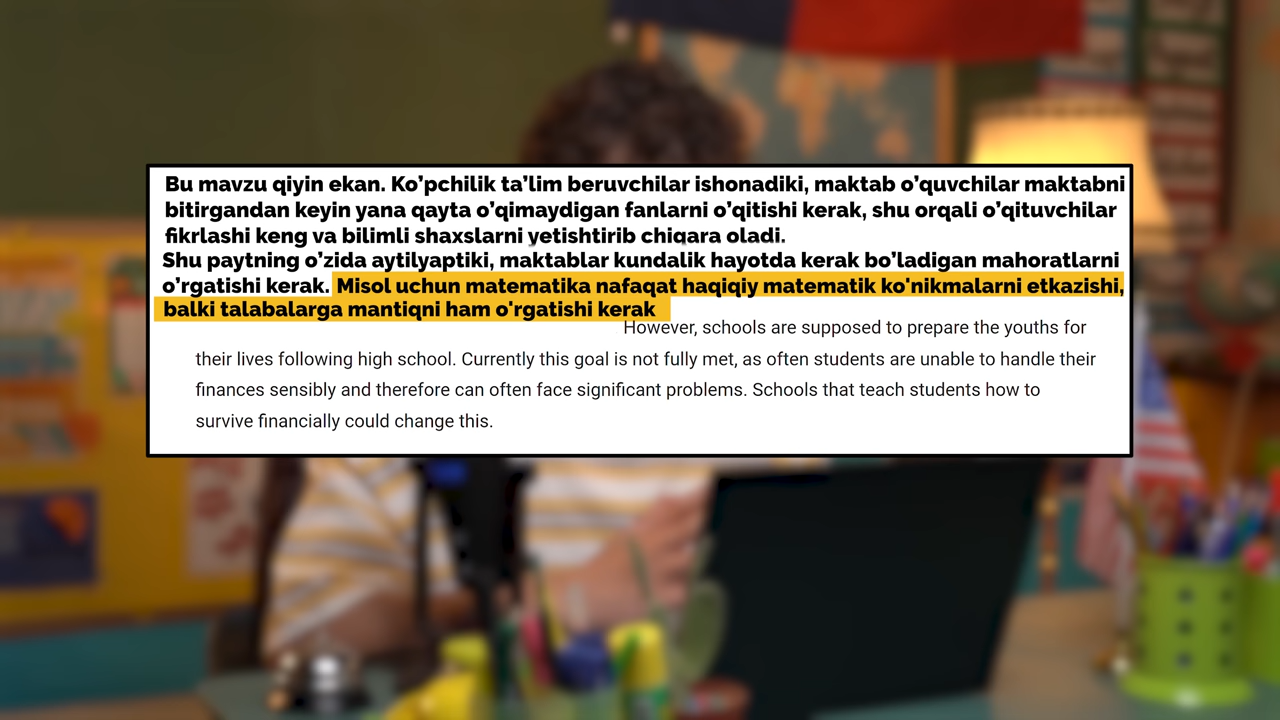 Bu mavzu qiyin ekan. Ko’pchilik ta’lim beruvchilar ishonadiki, maktab o’quvchilar maktabni
bitirgandan keyin yana qayta o’qimaydigan fanlarni o’qitishi kerak, shu orqali o’qituvchilar
fikrlashi keng va bilimli shaxslarni yetishtirib chiqara oladi.
Shu paytning o’zida aytilyaptiki, maktablar kundalik hayotda kerak bo’ladigan mahoratlarni
o’rgatishi kerak. Misol uchun matematika nafaqat haqiqiy matematik ko'nikmalarni etkazishi,
balki talabalarga mantiqni ham o'rgatishi kerak
However, schools are supposed to prepare the youths for
their lives following high school. Currently this goal is not fully met, as often students are unable to handle their
finances sensibly and therefore can often face significant problems. Schools that teach students how to
survive financially could change this.